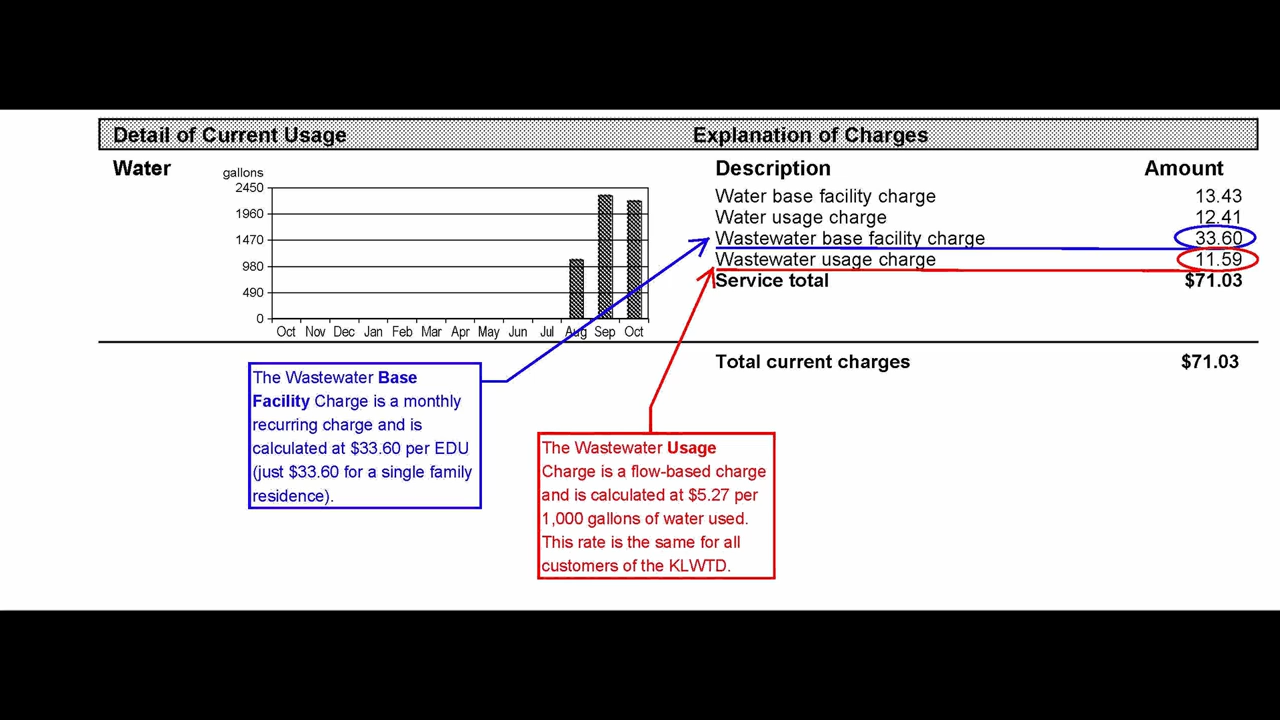 Detail of Current Usage
Explanation of Charges
Water
gallons
2450
1960
1470
980
490
0
Oct Nov Dec Jan Feb Mar Apr May Jun Jul Aug Sep Oct
Description Amount
Water base facility charge 13.43
Water usage charge 12.41
Wastewater base facility charge 33.60
Wastewater usage charge 11.59
Service total $71.03
Total current charges $71.03
The Wastewater Base
Facility Charge is a monthly
recurring charge and is
calculated at $33.60 per EDU
(just $33.60 for a single family
residence).
The Wastewater Usage
Charge is a flow-based charge
and is calculated at $5.27 per
1,000 gallons of water used.
This rate is the same for all
customers of the KLWTD.